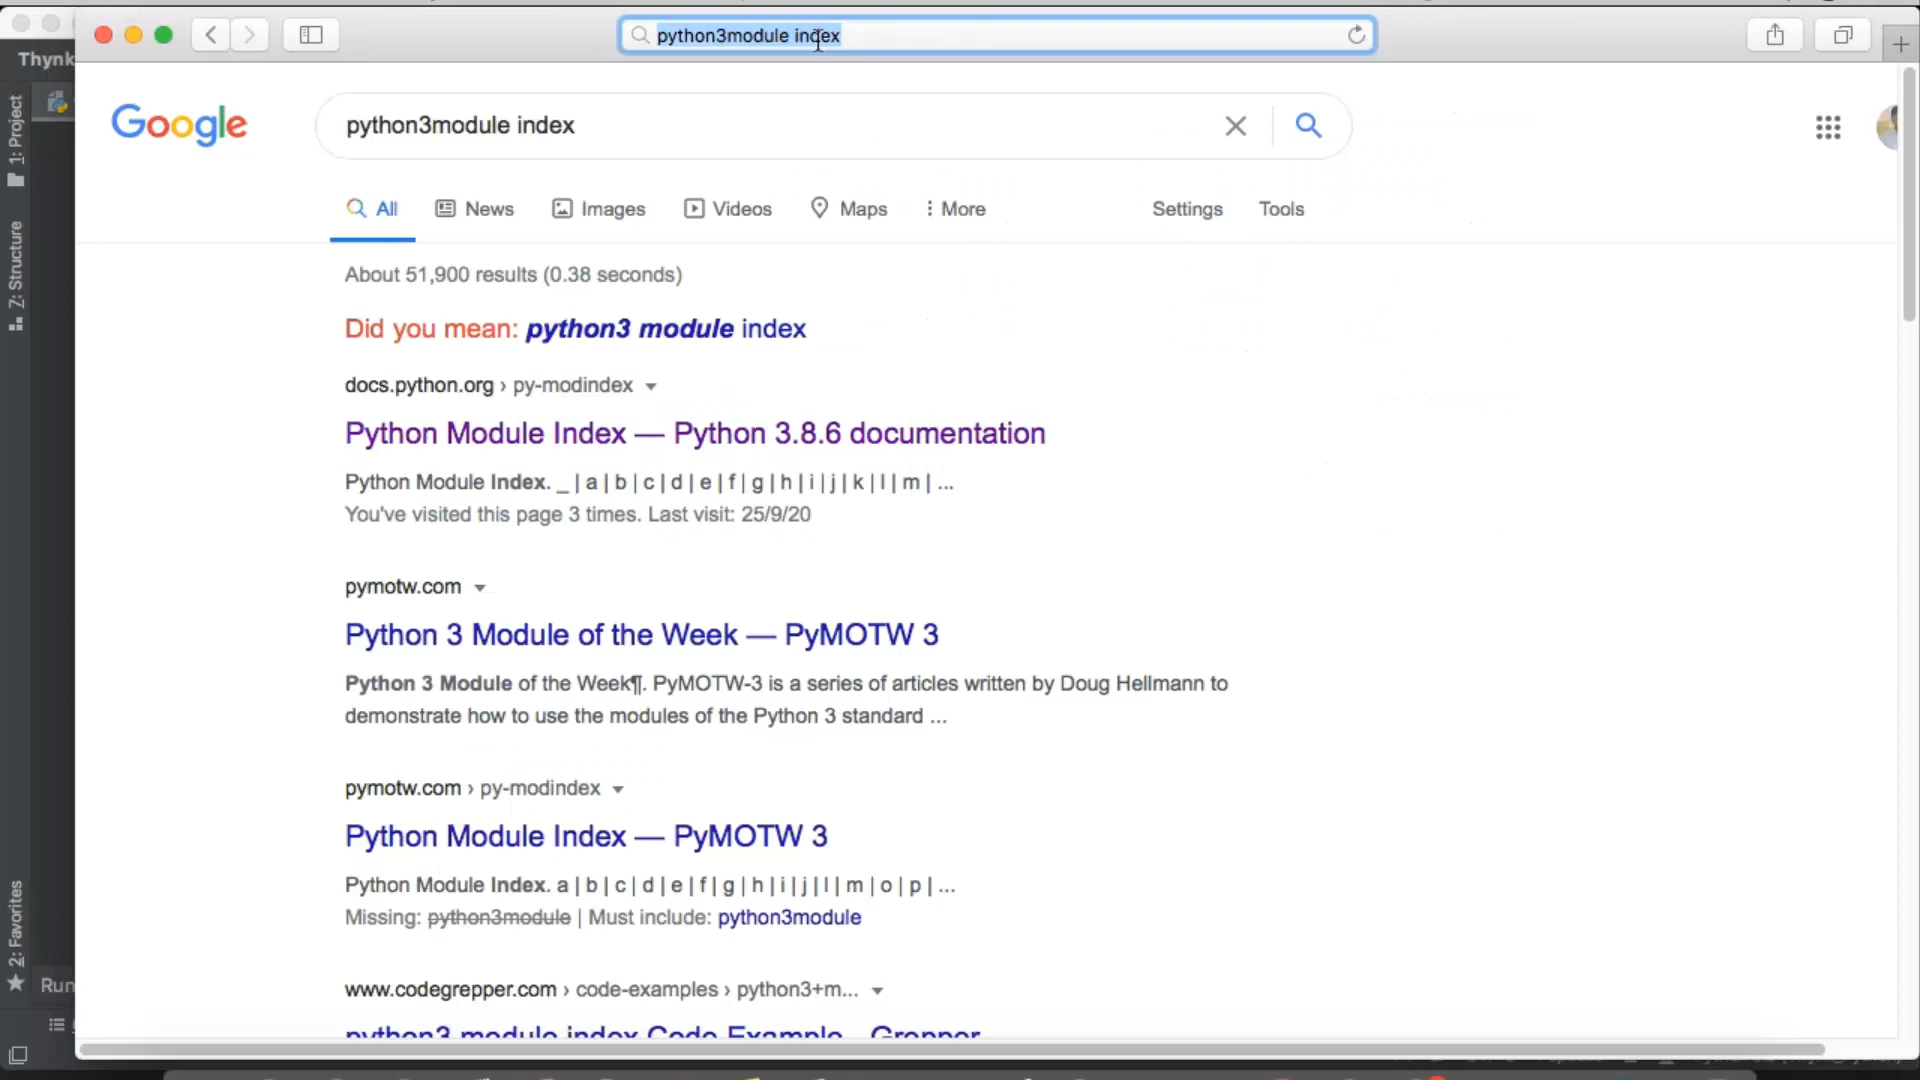 python3module index
Thynk
1: Project
Z: Structure
2: Favorites
Run
Google
python3module index
All
News
Images
Videos
Maps
More
Settings
Tools
About 51,900 results (0.38 seconds)
Did you mean: python3 module index
docs.python.org › py-modindex
Python Module Index — Python 3.8.6 documentation
Python Module Index. _ | a | b | c | d | e | f | g | h | i | j | k | l | m | ...
You've visited this page 3 times. Last visit: 25/9/20
pymotw.com
Python 3 Module of the Week — PyMOTW 3
Python 3 Module of the Week¶. PyMOTW-3 is a series of articles written by Doug Hellmann to
demonstrate how to use the modules of the Python 3 standard ...
pymotw.com › py-modindex
Python Module Index — PyMOTW 3
Python Module Index. a | b | c | d | e | f | g | h | i | j | l | m | o | p | ...
Missing: python3module | Must include: python3module
www.codegrepper.com › code-examples › python3+m...
python3 module index Code Example - Grepper